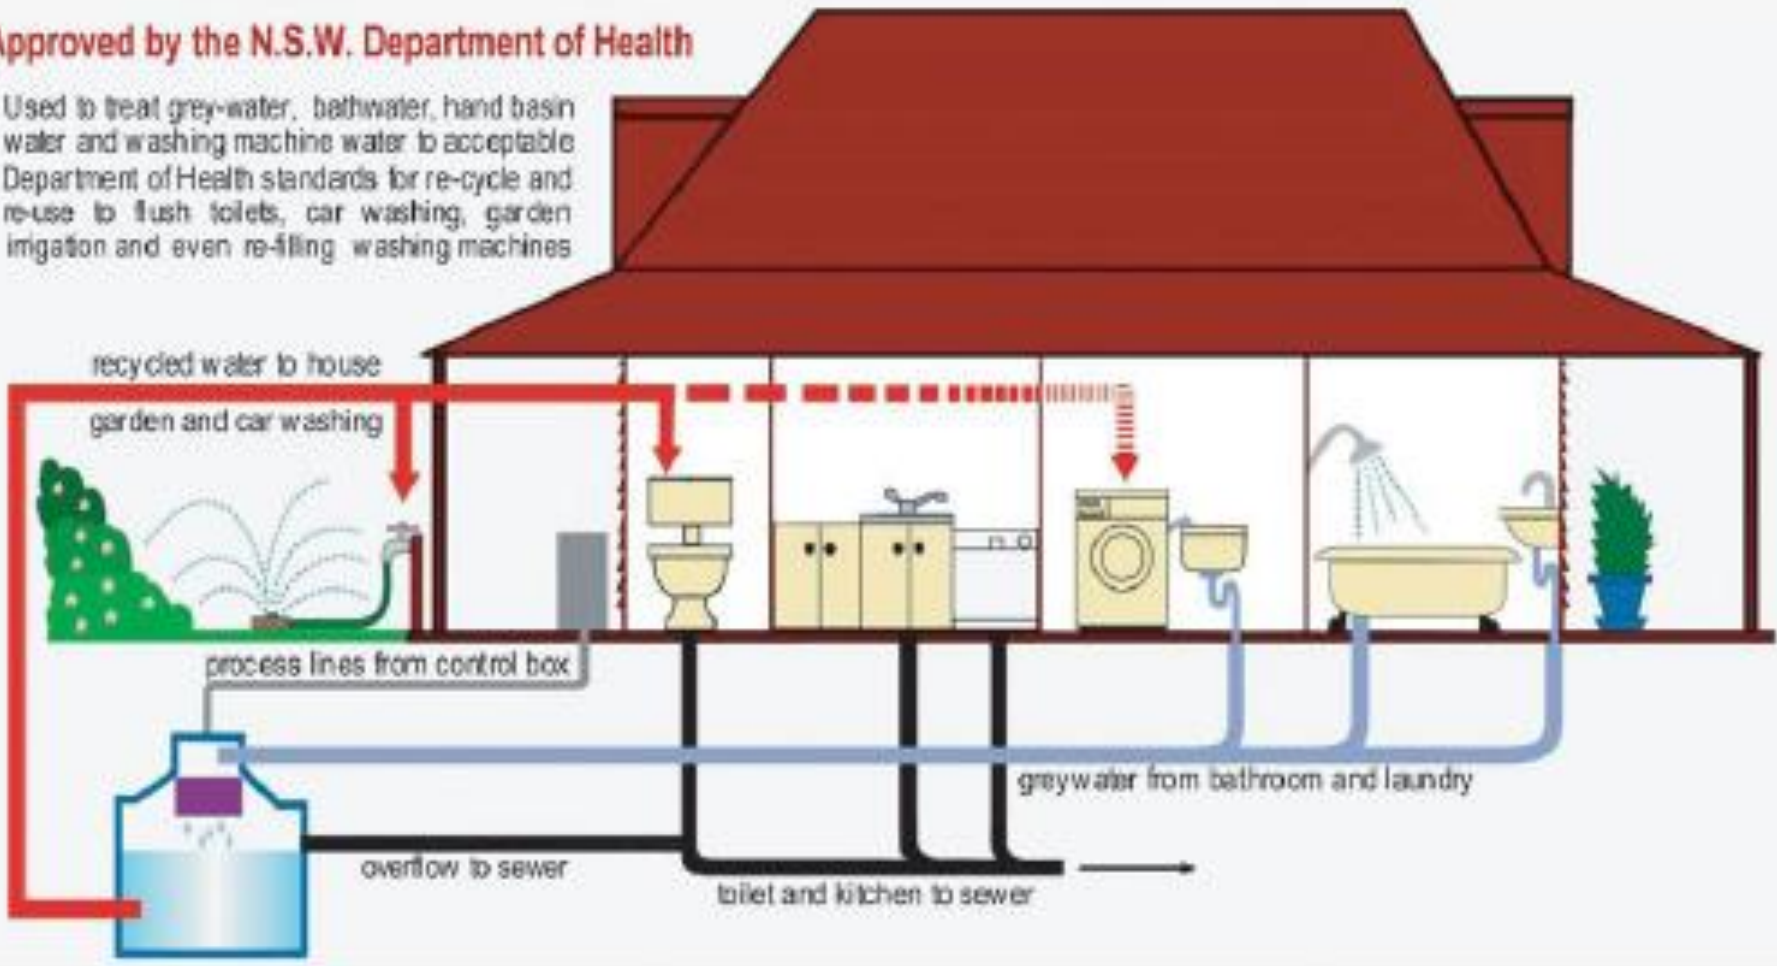 Approved by the N.S.W. Department of Health
Used to treat grey-water, bathwater, hand basin
water and washing machine water to acceptable
Department of Health standards for re-cycle and
re-use to flush toilets, car washing, garden
irrigation and even re-filling washing machines
recycled water to house
garden and car washing
process lines from control box
greywater from bathroom and laundry
overflow to sewer
toilet and kitchen to sewer